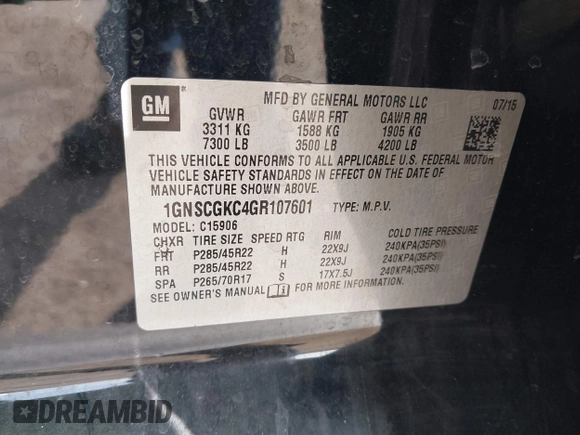 GM
MFD BY GENERAL MOTORS LLC 07/15
GVWR GAWR FRT GAWR RR
3311 KG 1588 KG 1905 KG
7300 LB 3500 LB 4200 LB
THIS VEHICLE CONFORMS TO ALL APPLICABLE U.S. FEDERAL MOTOR
VEHICLE SAFETY STANDARDS IN EFFECT ON THE DATE OF
MANUFACTURE SHOWN ABOVE.
1GNSCGKC4GR107601 TYPE: M.P.V.
MODEL: C15906
CHXR TIRE SIZE SPEED RTG RIM COLD TIRE PRESSURE
FRT P285/45R22 H 22X9J 240KPA(35PSI)
RR P285/45R22 H 22X9J 240KPA(35PSI)
SPA P265/70R17 S 17X7.5J 240KPA(35PSI)
SEE OWNER'S MANUAL FOR MORE INFORMATION.
DREAMBID